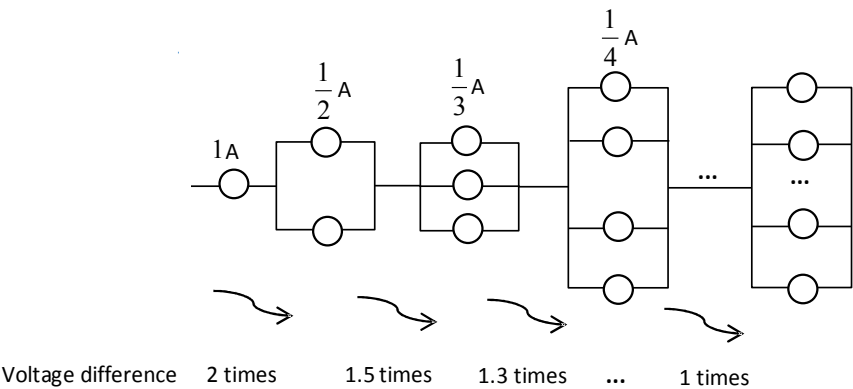 1/4 A
1/2 A
1/3 A
1A
...
...
Voltage difference 2 times 1.5 times 1.3 times ... 1 times